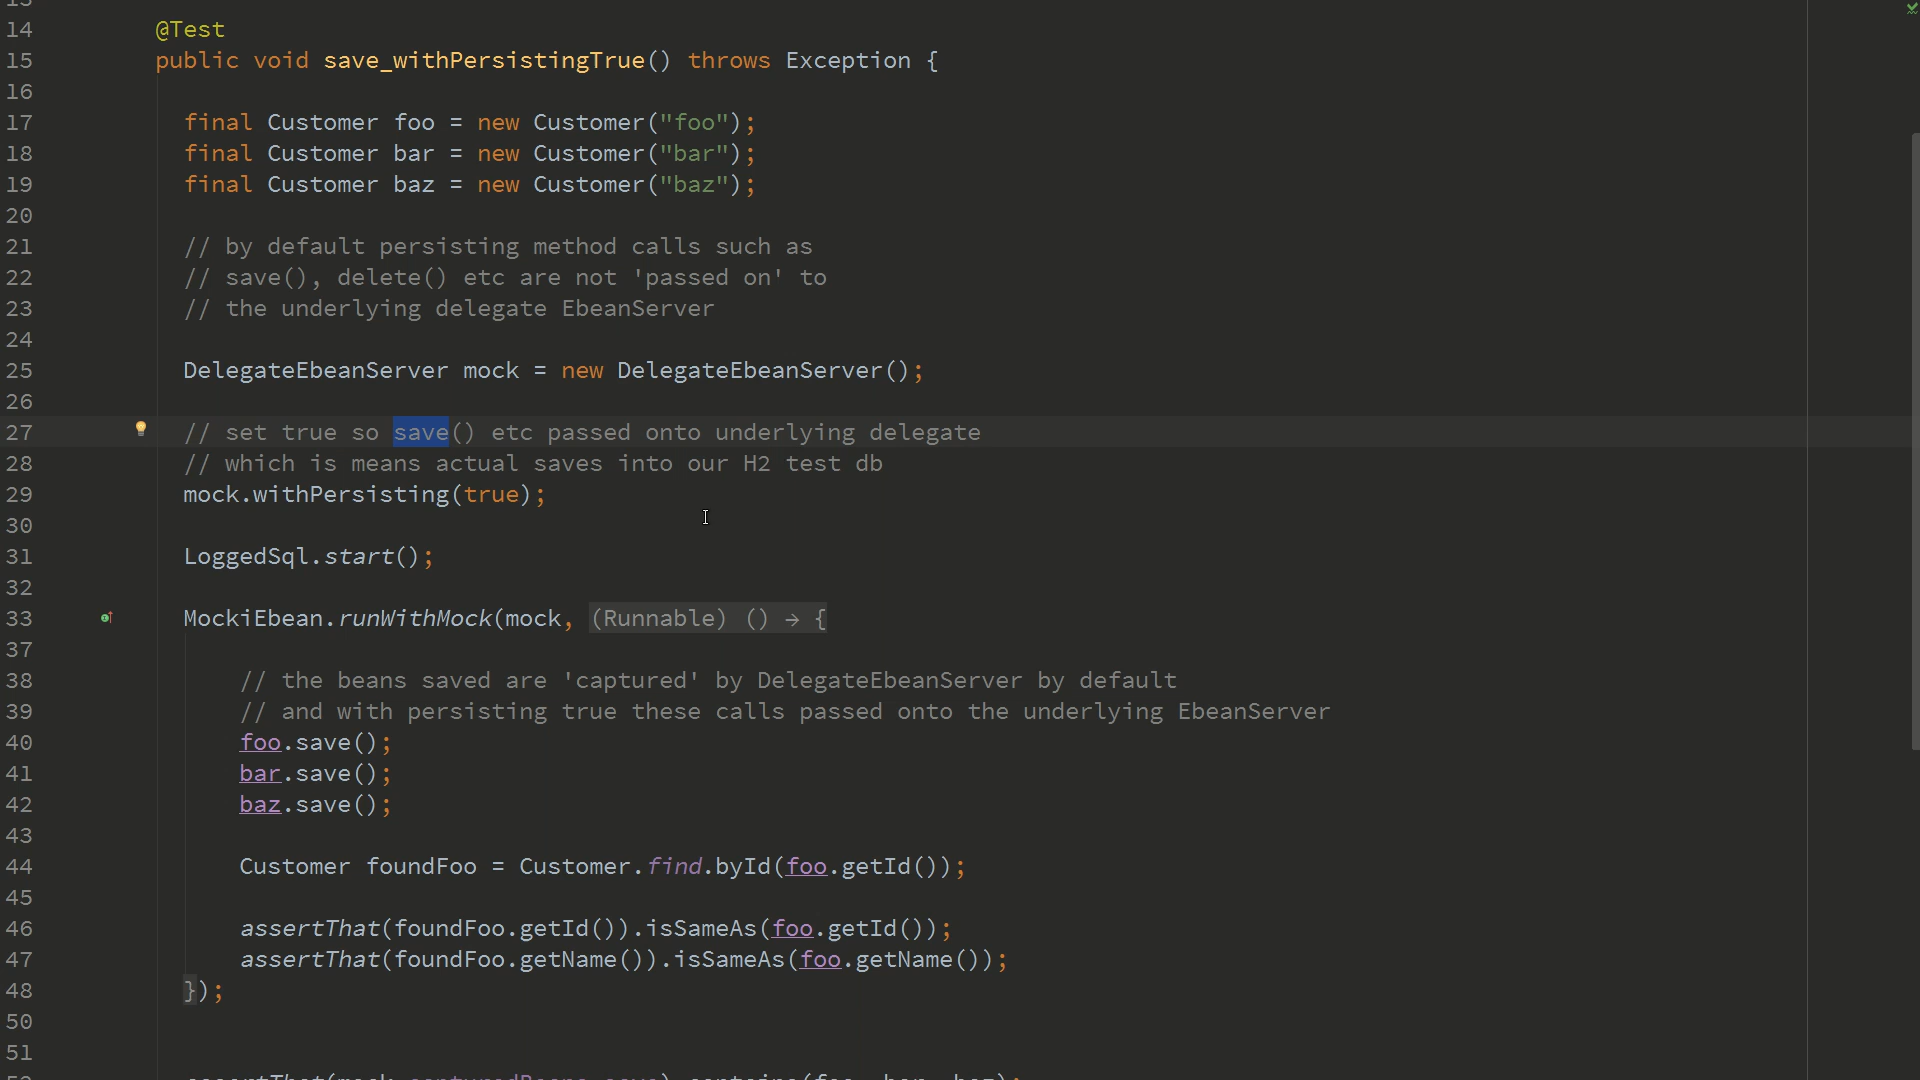 14 @Test
15 public void save_withPersistingTrue() throws Exception {
16
17 final Customer foo = new Customer("foo");
18 final Customer bar = new Customer("bar");
19 final Customer baz = new Customer("baz");
20
21 // by default persisting method calls such as
22 // save(), delete() etc are not 'passed on' to
23 // the underlying delegate EbeanServer
24
25 DelegateEbeanServer mock = new DelegateEbeanServer();
26
27 // set true so save() etc passed onto underlying delegate
28 // which is means actual saves into our H2 test db
29 mock.withPersisting(true);
30
31 LoggedSql.start();
32
33 MockiEbean.runWithMock(mock, (Runnable) () → {
37
38 // the beans saved are 'captured' by DelegateEbeanServer by default
39 // and with persisting true these calls passed onto the underlying EbeanServer
40 foo.save();
41 bar.save();
42 baz.save();
43
44 Customer foundFoo = Customer.find.byId(foo.getId());
45
46 assertThat(foundFoo.getId()).isSameAs(foo.getId());
47 assertThat(foundFoo.getName()).isSameAs(foo.getName());
48 });
50
51